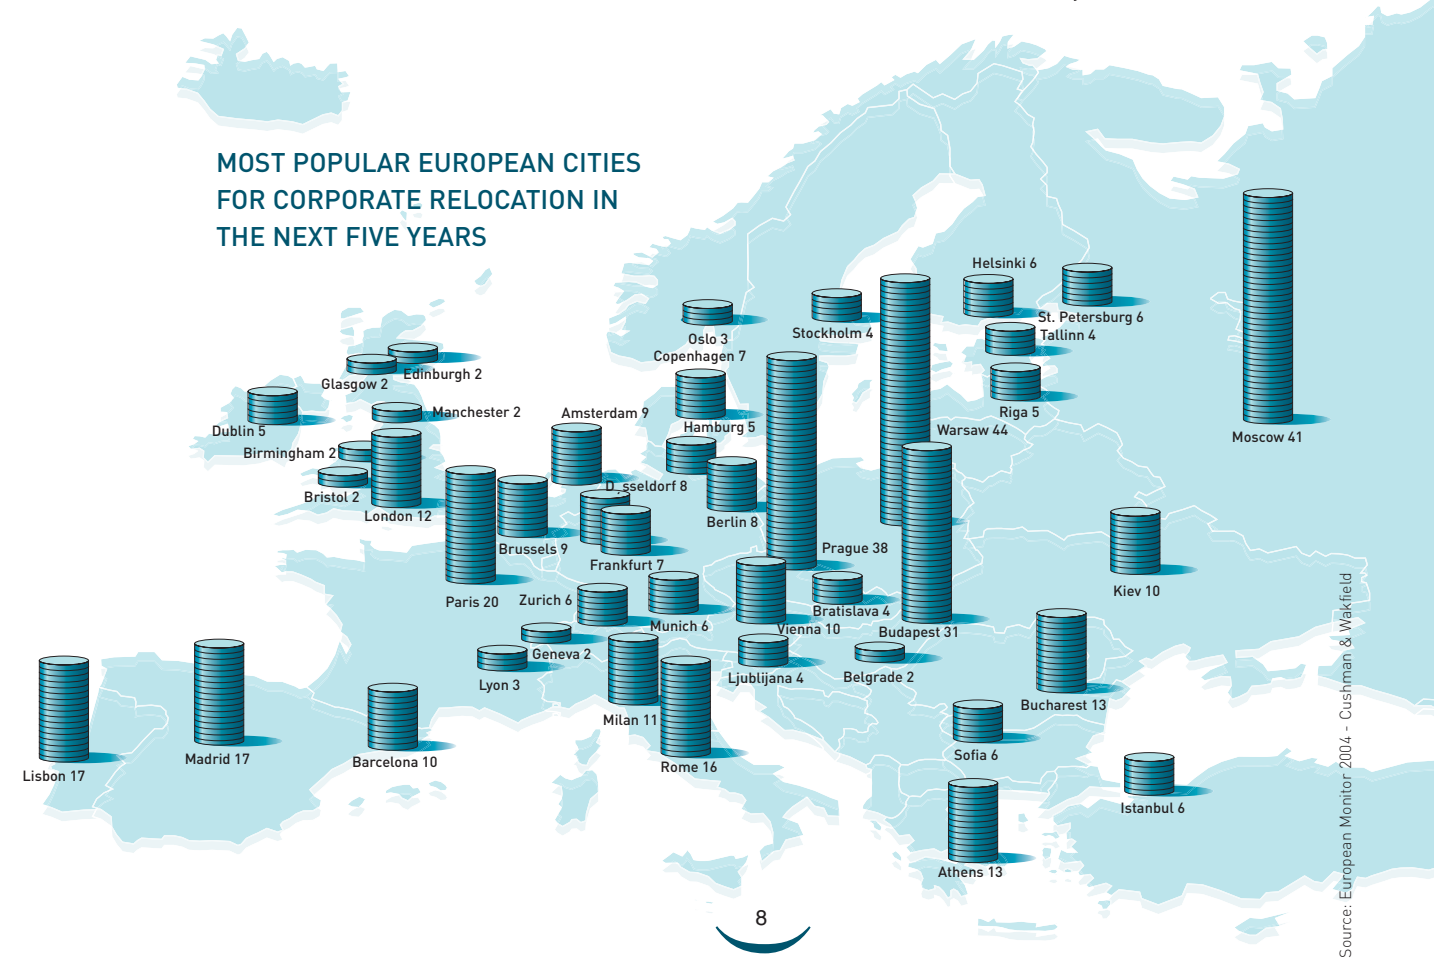 MOST POPULAR EUROPEAN CITIES
FOR CORPORATE RELOCATION IN
THE NEXT FIVE YEARS
Helsinki 6
St. Petersburg 6
Stockholm 4
Tallinn 4
Oslo 3
Copenhagen 7
Edinburgh 2
Glasgow 2
Manchester 2
Amsterdam 9
Riga 5
Dublin 5
Hamburg 5
Warsaw 44
Moscow 41
Birmingham 2
D¸sseldorf 8
Bristol 2
London 12
Berlin 8
Brussels 9
Prague 38
Frankfurt 7
Kiev 10
Paris 20
Zurich 6
Bratislava 4
Munich 6
Vienna 10
Budapest 31
Geneva 2
Ljublijana 4
Belgrade 2
Lyon 3
Bucharest 13
Milan 11
Sofia 6
Madrid 17
Barcelona 10
Rome 16
Lisbon 17
Istanbul 6
Athens 13
Source: European Monitor 2004 - Cushman & Wakfield
8